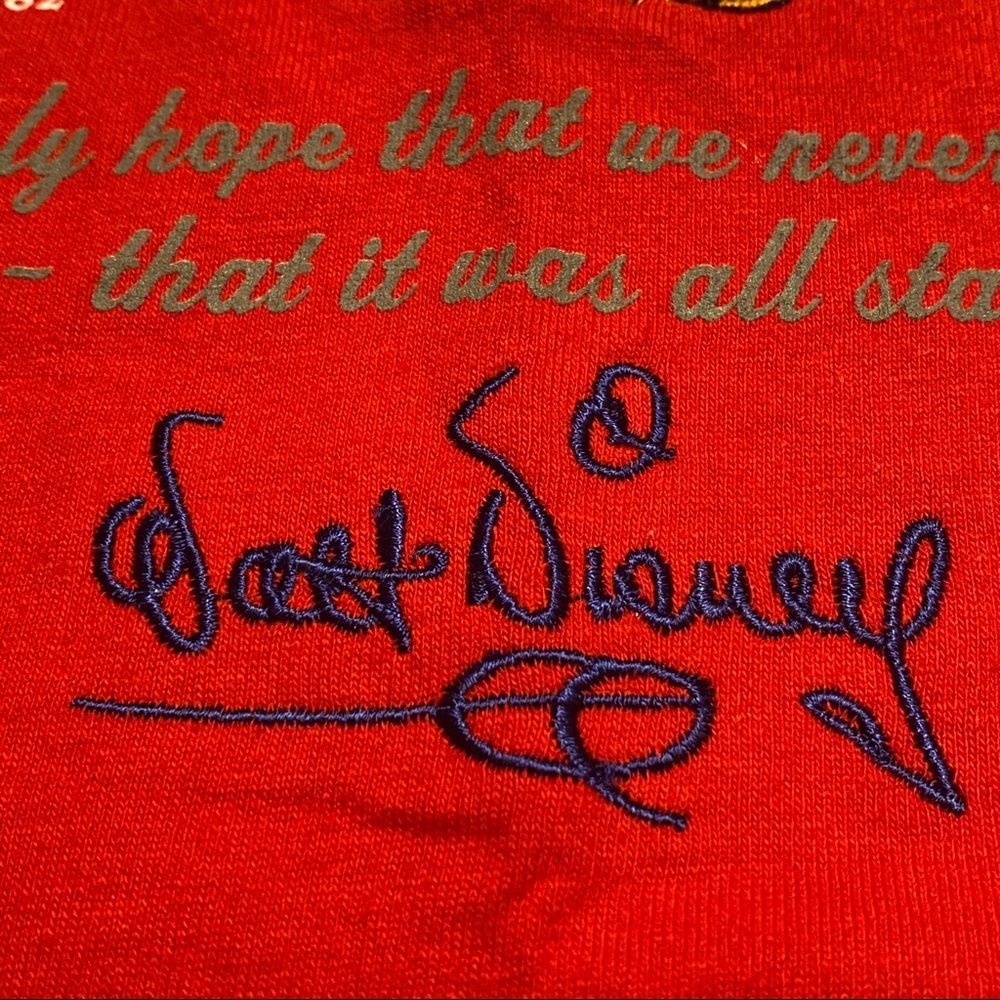 ly hope that we never
- that it was all sta
Walt Disney